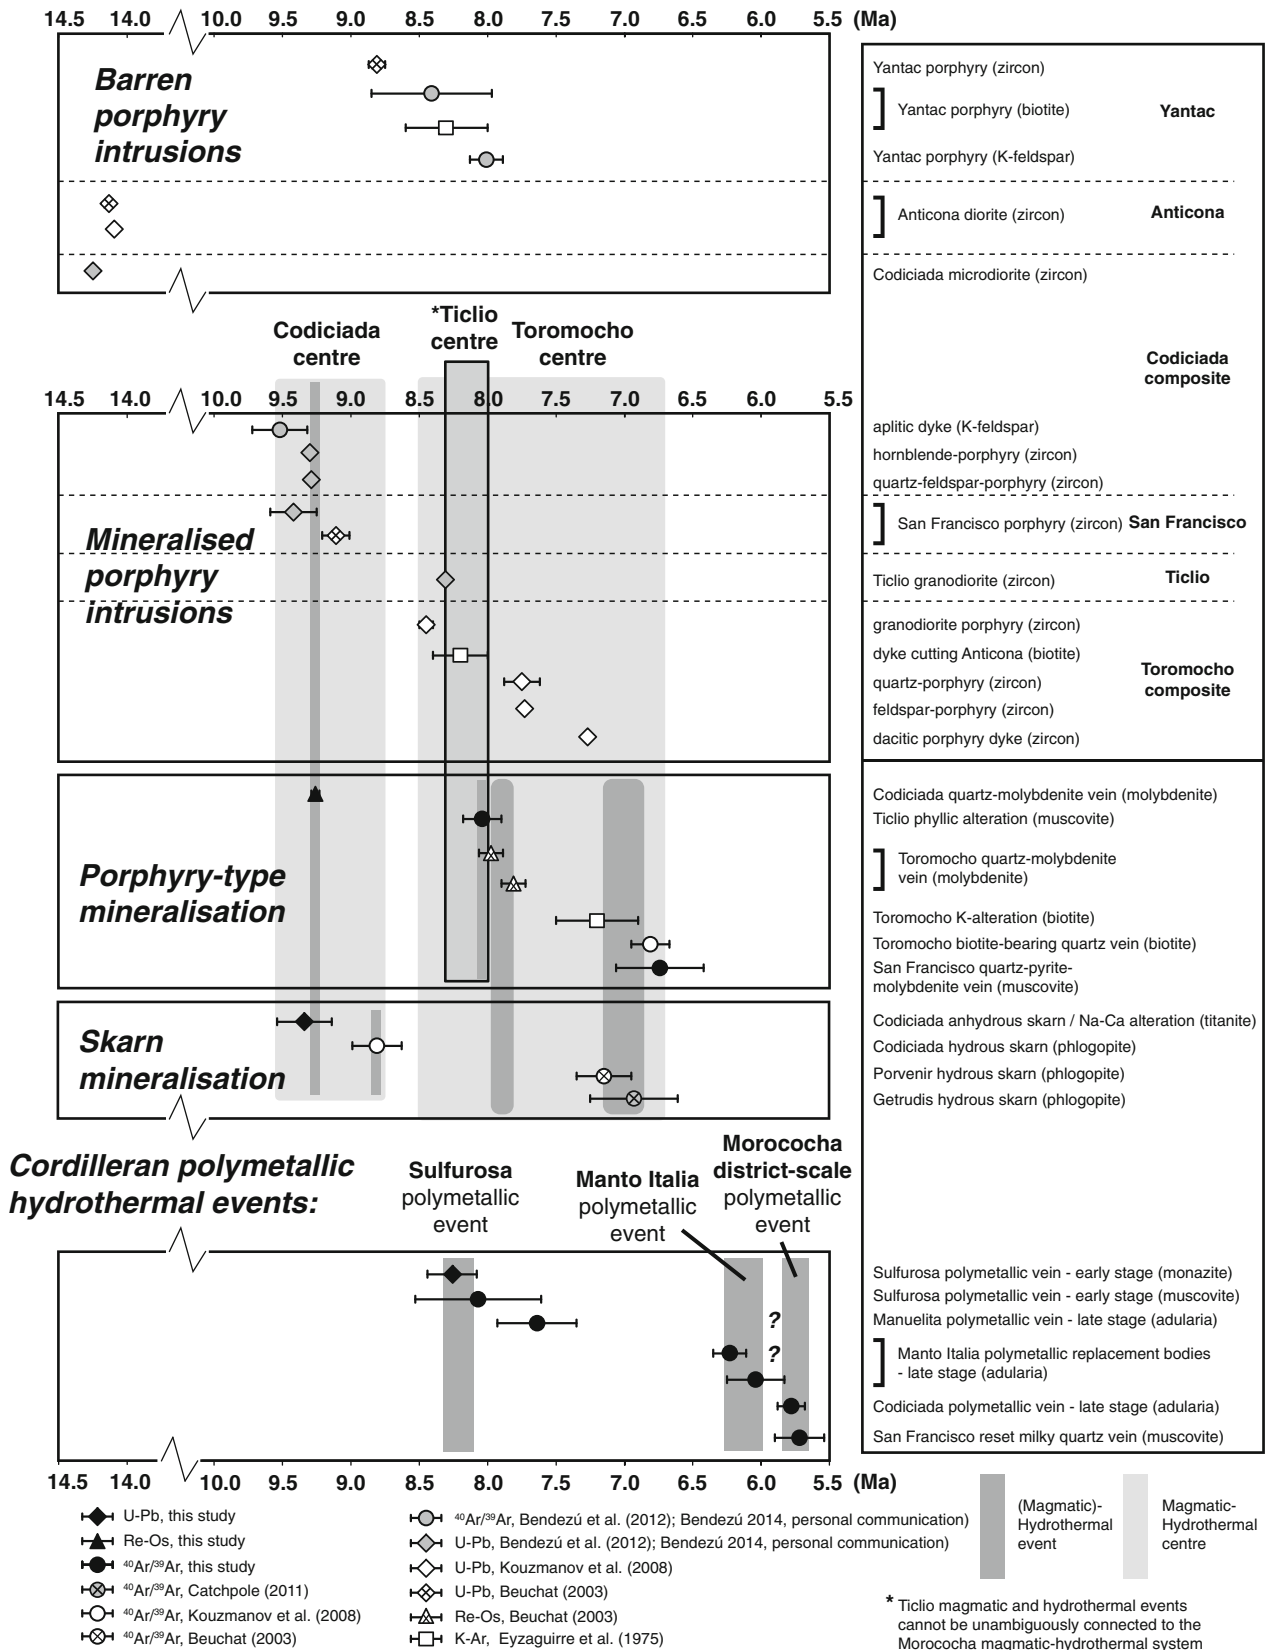 14.5 14.0 10.0 9.5 9.0 8.5 8.0 7.5 7.0 6.5 6.0 5.5 (Ma)
Barren
porphyry
intrusions
Yantac porphyry (zircon)
Yantac porphyry (biotite)
Yantac
Yantac porphyry (K-feldspar)
Anticona diorite (zircon)
Anticona
Codiciada microdiorite (zircon)
Codiciada
centre
*Ticlio
centre
Toromocho
centre
14.5 14.0 10.0 9.5 9.0 8.5 8.0 7.5 7.0 6.5 6.0 5.5
Mineralised
porphyry
intrusions
Codiciada
composite
aplitic dyke (K-feldspar)
hornblende-porphyry (zircon)
quartz-feldspar-porphyry (zircon)
San Francisco porphyry (zircon) San Francisco
Ticlio granodiorite (zircon)
Ticlio
granodiorite porphyry (zircon)
dyke cutting Anticona (biotite)
quartz-porphyry (zircon)
feldspar-porphyry (zircon)
dacitic porphyry dyke (zircon)
Toromocho
composite
Porphyry-type
mineralisation
Codiciada quartz-molybdenite vein (molybdenite)
Ticlio phyllic alteration (muscovite)
Toromocho quartz-molybdenite
vein (molybdenite)
Toromocho K-alteration (biotite)
Toromocho biotite-bearing quartz vein (biotite)
San Francisco quartz-pyrite-
molybdenite vein (muscovite)
Skarn
mineralisation
Codiciada anhydrous skarn / Na-Ca alteration (titanite)
Codiciada hydrous skarn (phlogopite)
Porvenir hydrous skarn (phlogopite)
Getrudis hydrous skarn (phlogopite)
Cordilleran polymetallic
hydrothermal events:
Sulfurosa
polymetallic
event
Manto Italia
polymetallic
event
Morococha
district-scale
polymetallic
event
?
?
Sulfurosa polymetallic vein - early stage (monazite)
Sulfurosa polymetallic vein - early stage (muscovite)
Manuelita polymetallic vein - late stage (adularia)
Manto Italia polymetallic replacement bodies
- late stage (adularia)
Codiciada polymetallic vein - late stage (adularia)
San Francisco reset milky quartz vein (muscovite)
14.5 14.0 10.0 9.5 9.0 8.5 8.0 7.5 7.0 6.5 6.0 5.5 (Ma)
U-Pb, this study
Re-Os, this study
⁴⁰Ar/³⁹Ar, this study
⁴⁰Ar/³⁹Ar, Catchpole (2011)
⁴⁰Ar/³⁹Ar, Kouzmanov et al. (2008)
⁴⁰Ar/³⁹Ar, Beuchat (2003)
⁴⁰Ar/³⁹Ar, Bendezú et al. (2012); Bendezú 2014, personal communication)
U-Pb, Bendezú et al. (2012); Bendezú 2014, personal communication)
U-Pb, Kouzmanov et al. (2008)
U-Pb, Beuchat (2003)
Re-Os, Beuchat (2003)
K-Ar, Eyzaguirre et al. (1975)
(Magmatic)-
Hydrothermal
event
Magmatic-
Hydrothermal
centre
* Ticlio magmatic and hydrothermal events
cannot be unambiguously connected to the
Morococha magmatic-hydrothermal system